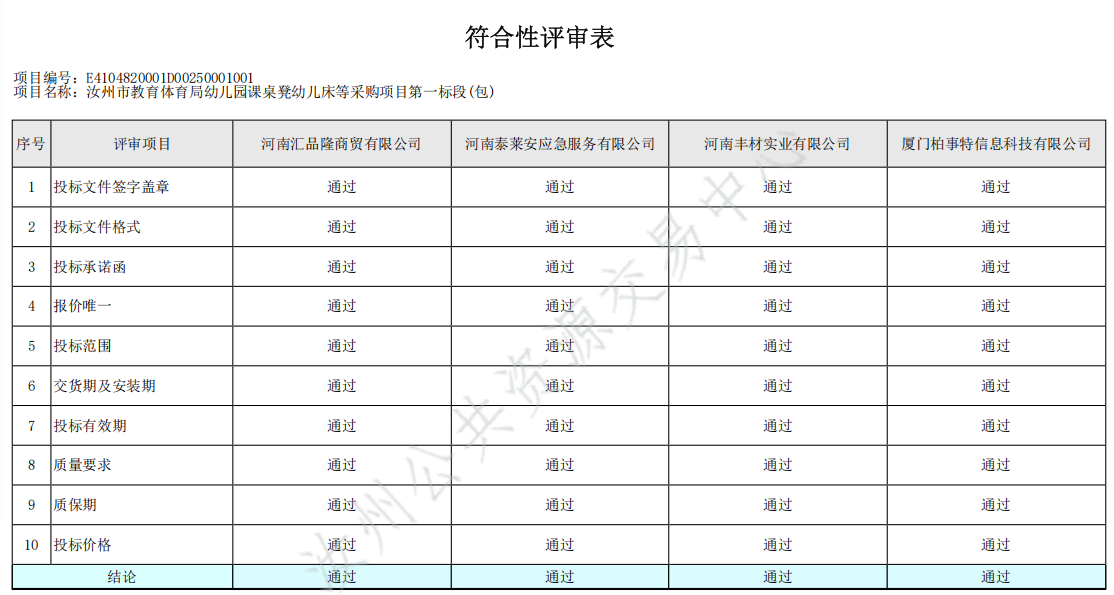 符合性评审表
项目编号：E4104820001D00250001001
项目名称：汝州市教育体育局幼儿园课桌凳幼儿床等采购项目第一标段(包)
序号 评审项目 河南汇品隆商贸有限公司 河南泰莱安应急服务有限公司 河南丰材实业有限公司 厦门柏事特信息科技有限公司
1 投标文件签字盖章 通过 通过 通过 通过
2 投标文件格式 通过 通过 通过 通过
3 投标承诺函 通过 通过 通过 通过
4 报价唯一 通过 通过 通过 通过
5 投标范围 通过 通过 通过 通过
6 交货期及安装期 通过 通过 通过 通过
7 投标有效期 通过 通过 通过 通过
8 质量要求 通过 通过 通过 通过
9 质保期 通过 通过 通过 通过
10 投标价格 通过 通过 通过 通过
结论 通过 通过 通过 通过
汝州公共资源交易中心